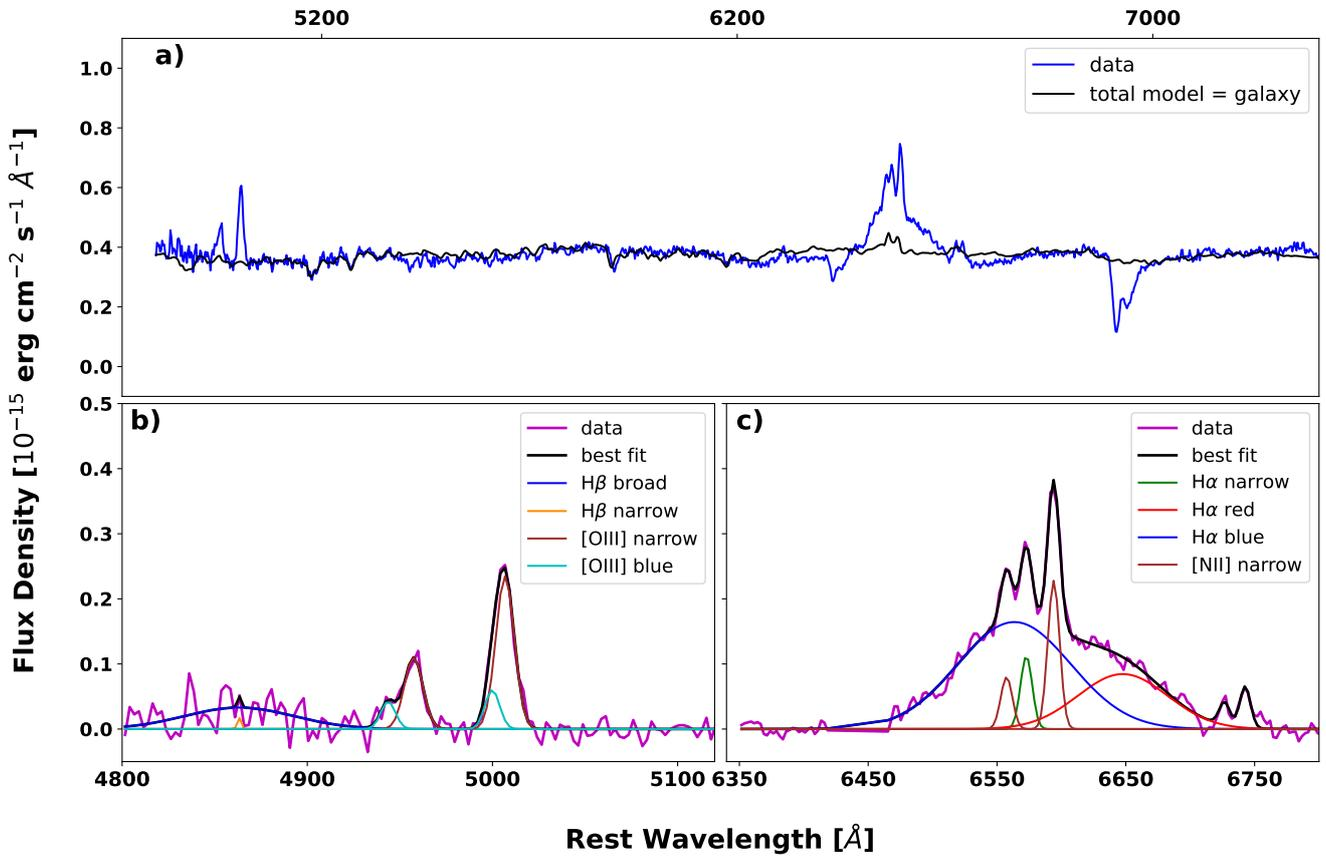 5200 6200 7000
a)
data
total model = galaxy
1.0
0.8
0.6
0.4
0.2
0.0
Flux Density [10⁻¹⁵ erg cm⁻² s⁻¹ Å⁻¹]
b)
data
best fit
Hβ broad
Hβ narrow
[OIII] narrow
[OIII] blue
0.5
0.4
0.3
0.2
0.1
0.0
4800 4900 5000 5100
c)
data
best fit
Hα narrow
Hα red
Hα blue
[NII] narrow
6350 6450 6550 6650 6750
Rest Wavelength [Å]